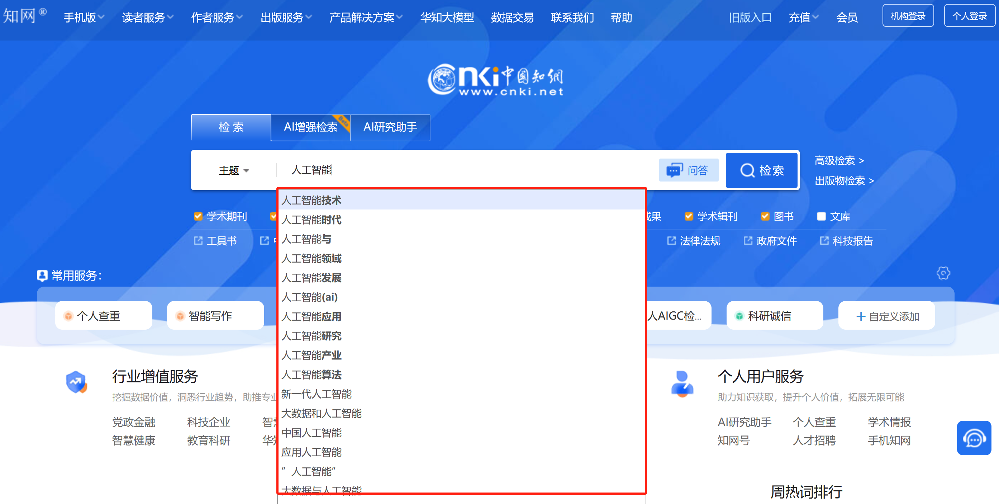 知网® 手机版 读者服务 作者服务 出版服务 产品解决方案 华知大模型 数据交易 联系我们 帮助 旧版入口 充值 会员 机构登录 个人登录
cnki中國知網
www.cnki.net
检 索 AI增强检索 Beta AI研究助手
主题 人工智能 问答 检索
高级检索 >
出版物检索 >
人工智能技术
人工智能时代
人工智能与
人工智能领域
人工智能发展
人工智能(ai)
人工智能应用
人工智能研究
人工智能产业
人工智能算法
新一代人工智能
大数据和人工智能
中国人工智能
应用人工智能
”人工智能”
大数据与人工智能
学术期刊 果 学术辑刊 图书 文库
工具书 法律法规 政府文件 科技报告
常用服务：
个人查重 智能写作 人AIGC检... 科研诚信 + 自定义添加
行业增值服务
挖掘数据价值，洞悉行业趋势，助推专业
党政金融 科技企业 智
智慧健康 教育科研 华
个人用户服务
助力知识获取，提升个人价值，拓展无限可能
AI研究助手 个人查重 学术情报
知网号 人才招聘 手机知网
周热词排行